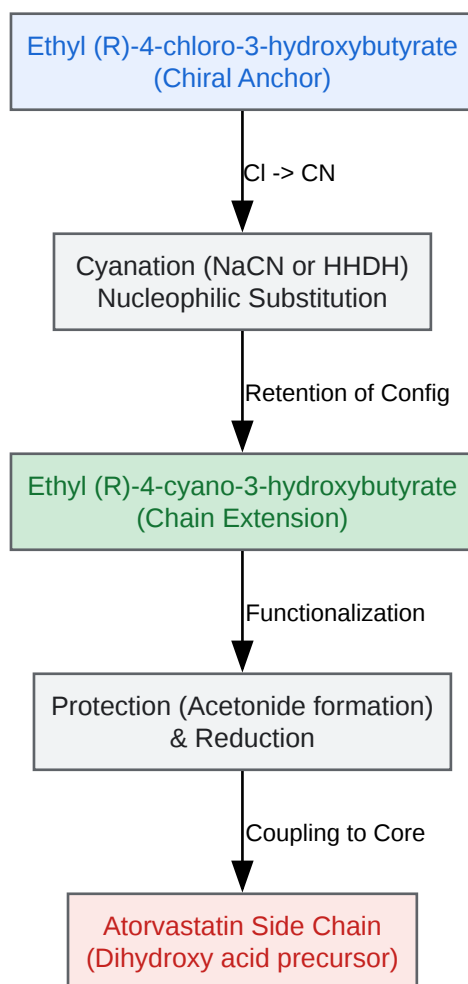 Ethyl (R)-4-chloro-3-hydroxybutyrate
(Chiral Anchor)
Cl -> CN
Cyanation (NaCN or HHDH)
Nucleophilic Substitution
Retention of Config
Ethyl (R)-4-cyano-3-hydroxybutyrate
(Chain Extension)
Functionalization
Protection (Acetonide formation)
& Reduction
Coupling to Core
Atorvastatin Side Chain
(Dihydroxy acid precursor)